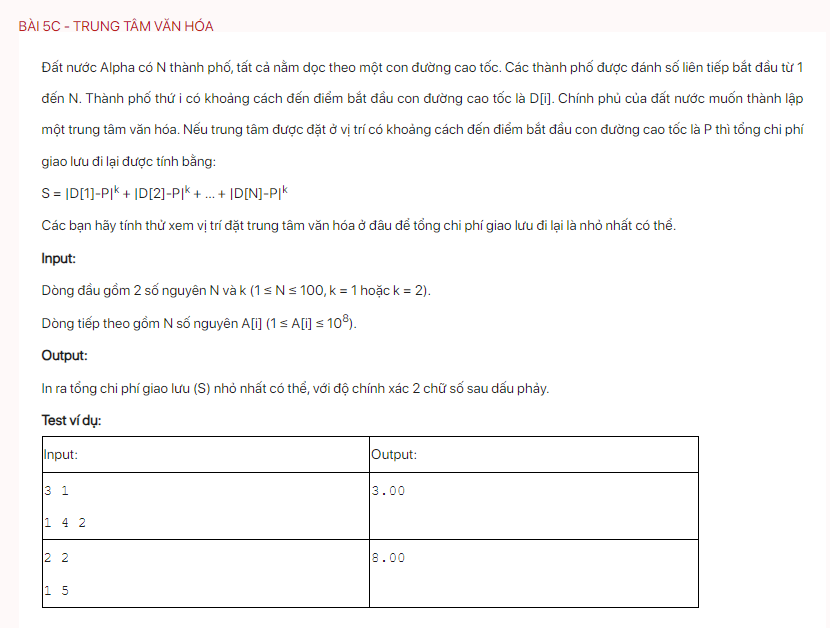 BÀI 5C - TRUNG TÂM VĂN HÓA
Đất nước Alpha có N thành phố, tất cả nằm dọc theo một con đường cao tốc. Các thành phố được đánh số liên tiếp bắt đầu từ 1
đến N. Thành phố thứ i có khoảng cách đến điểm bắt đầu con đường cao tốc là D[i]. Chính phủ của đất nước muốn thành lập
một trung tâm văn hóa. Nếu trung tâm được đặt ở vị trí có khoảng cách đến điểm bắt đầu con đường cao tốc là P thì tổng chi phí
giao lưu đi lại được tính bằng:
S = |D[1]-P|ᵏ + |D[2]-P|ᵏ + ... + |D[N]-P|ᵏ
Các bạn hãy tính thử xem vị trí đặt trung tâm văn hóa ở đâu để tổng chi phí giao lưu đi lại là nhỏ nhất có thể.
Input:
Dòng đầu gồm 2 số nguyên N và k (1 ≤ N ≤ 100, k = 1 hoặc k = 2).
Dòng tiếp theo gồm N số nguyên A[i] (1 ≤ A[i] ≤ 10⁸).
Output:
In ra tổng chi phí giao lưu (S) nhỏ nhất có thể, với độ chính xác 2 chữ số sau dấu phảy.
Test ví dụ:
Input: Output:
3 1 3.00
1 4 2
2 2 8.00
1 5